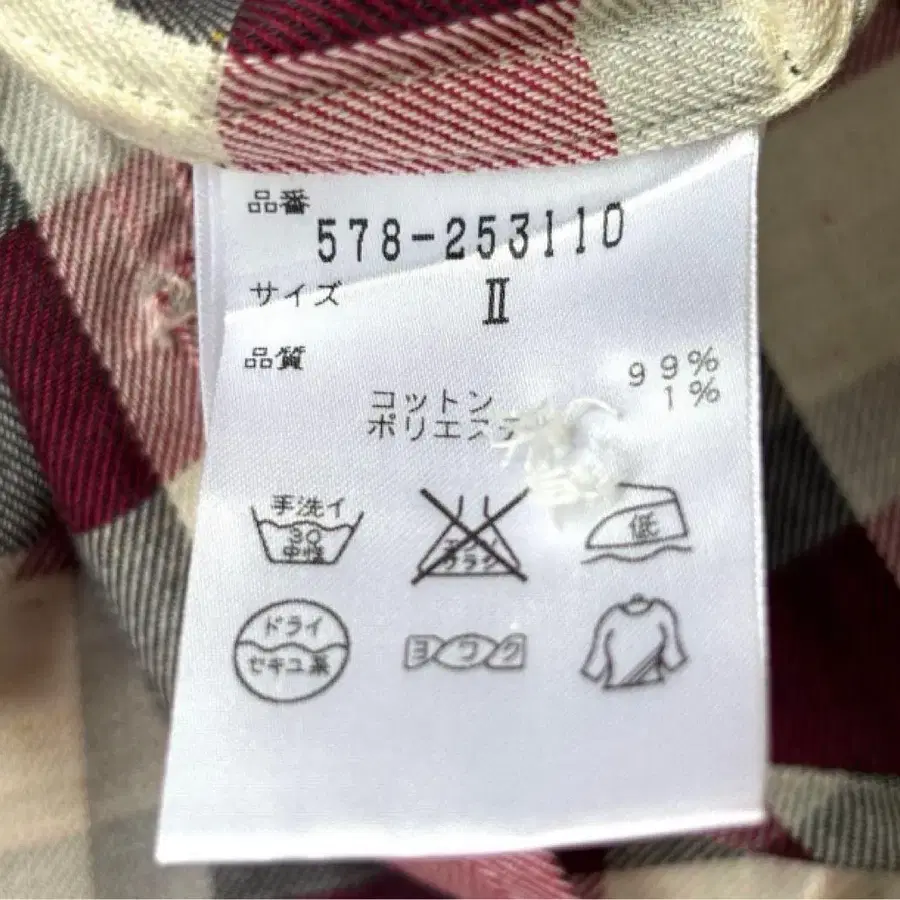 品番
578-253110
サイズ
Ⅱ
品質
99%
コットン
1%
ポリエス
手洗イ
30
中性
低
ドライ
セキユ系
ヨワク